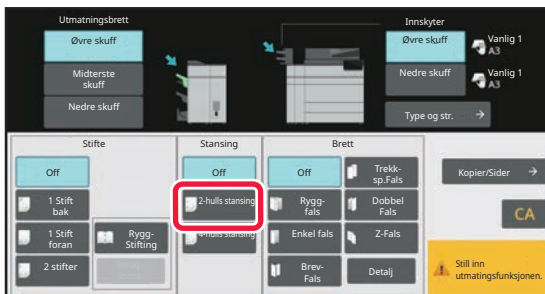 Utmatningsbrett
Øvre skuff
Midterste
skuff
Nedre skuff
Innskyter
Øvre skuff
Vanlig 1
A3
Nedre skuff
Vanlig 1
A3
Type og str.
Stifte
Off
1 Stift
bak
1 Stift
foran
2 stifter
Rygg-
Stifting
Stansing
Off
2-hulls stansing
4-hulls stansing
Brett
Off
Trekk-
sp.Fals
Rygg-
fals
Dobbel
Fals
Enkel fals
Z-Fals
Brev-
Fals
Detalj
Kopier/Sider
CA
Still inn
utmatingsfunksjonen.